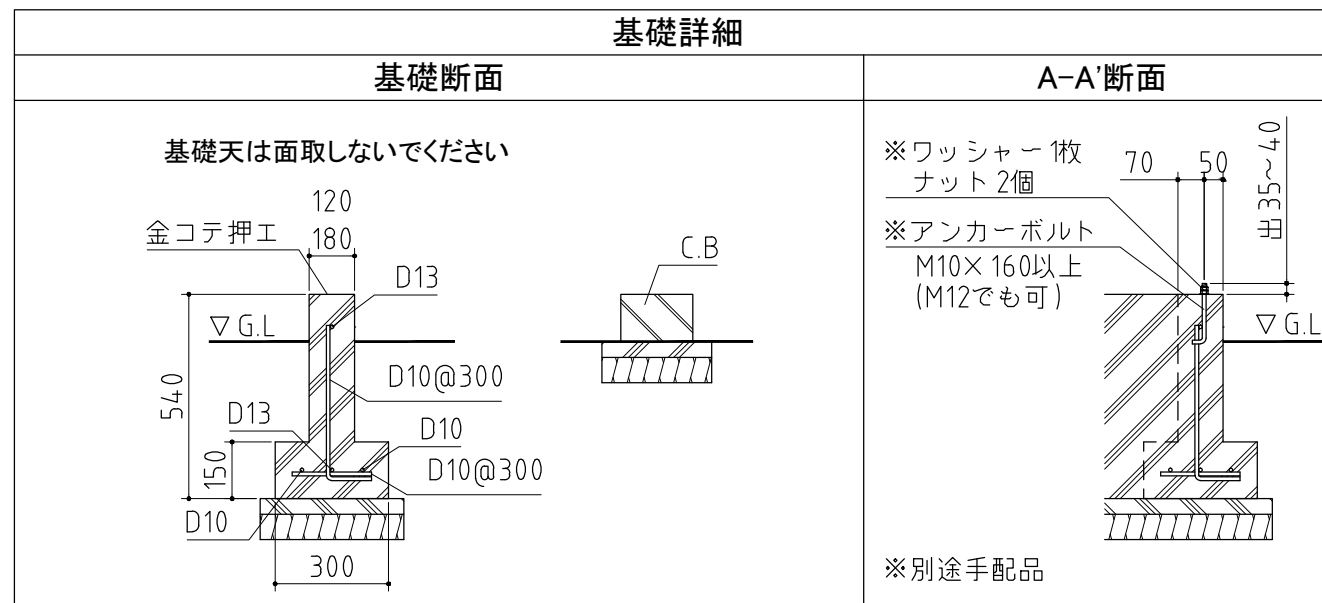 基礎詳細
基礎断面
A-A'断面
基礎天は面取しないでください
120
180
金コテ押エ
D13
▽ G.L
D10@300
540
D13
D10
150
D10@300
D10
300
C.B
※ワッシャー 1枚
ナット 2個
※アンカーボルト
M10×160以上
(M12でも可)
70
50
出 35~40
▽ G.L
※別途手配品